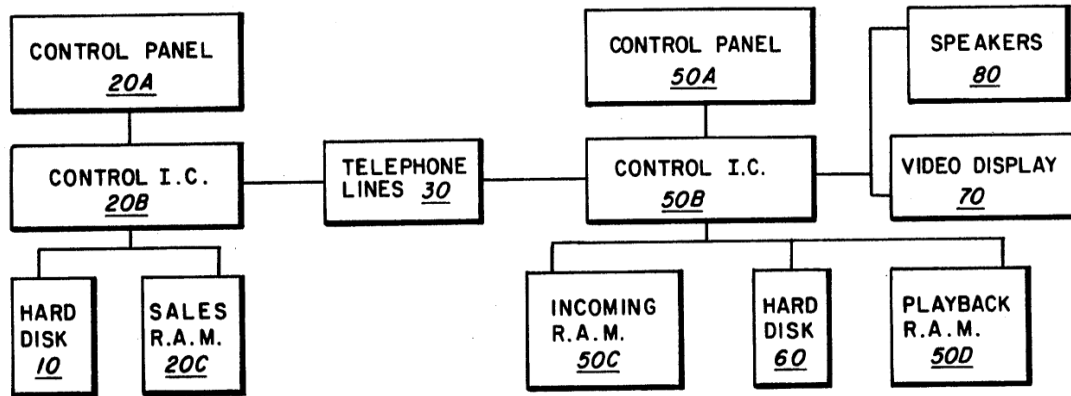 CONTROL PANEL
20A
CONTROL I.C.
20B
HARD
DISK
10
SALES
R.A.M.
20C
TELEPHONE
LINES 30
CONTROL PANEL
50A
CONTROL I.C.
50B
INCOMING
R.A.M.
50C
HARD
DISK
60
PLAYBACK
R.A.M.
50D
SPEAKERS
80
VIDEO DISPLAY
70